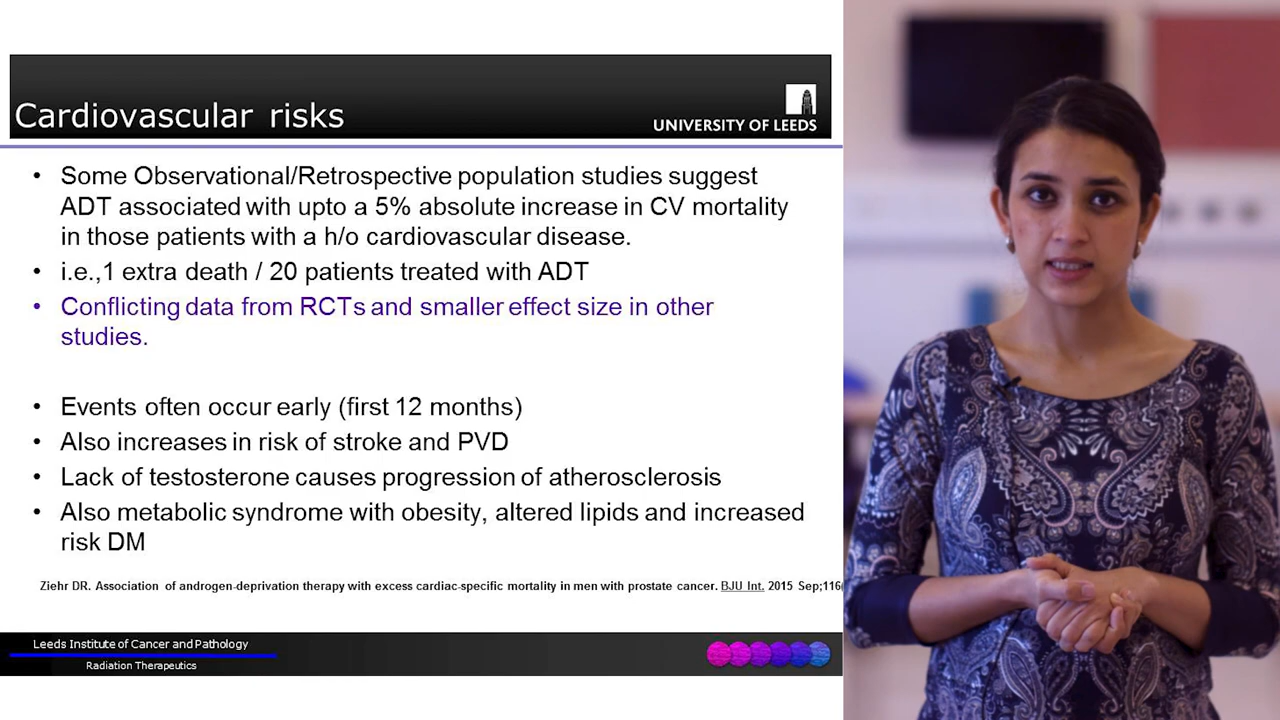 Cardiovascular risks
UNIVERSITY OF LEEDS
• Some Observational/Retrospective population studies suggest
ADT associated with upto a 5% absolute increase in CV mortality
in those patients with a h/o cardiovascular disease.
• i.e.,1 extra death / 20 patients treated with ADT
• Conflicting data from RCTs and smaller effect size in other
studies.
• Events often occur early (first 12 months)
• Also increases in risk of stroke and PVD
• Lack of testosterone causes progression of atherosclerosis
• Also metabolic syndrome with obesity, altered lipids and increased
risk DM
Ziehr DR. Association of androgen-deprivation therapy with excess cardiac-specific mortality in men with prostate cancer. BJU Int. 2015 Sep;116(
Leeds Institute of Cancer and Pathology
Radiation Therapeutics